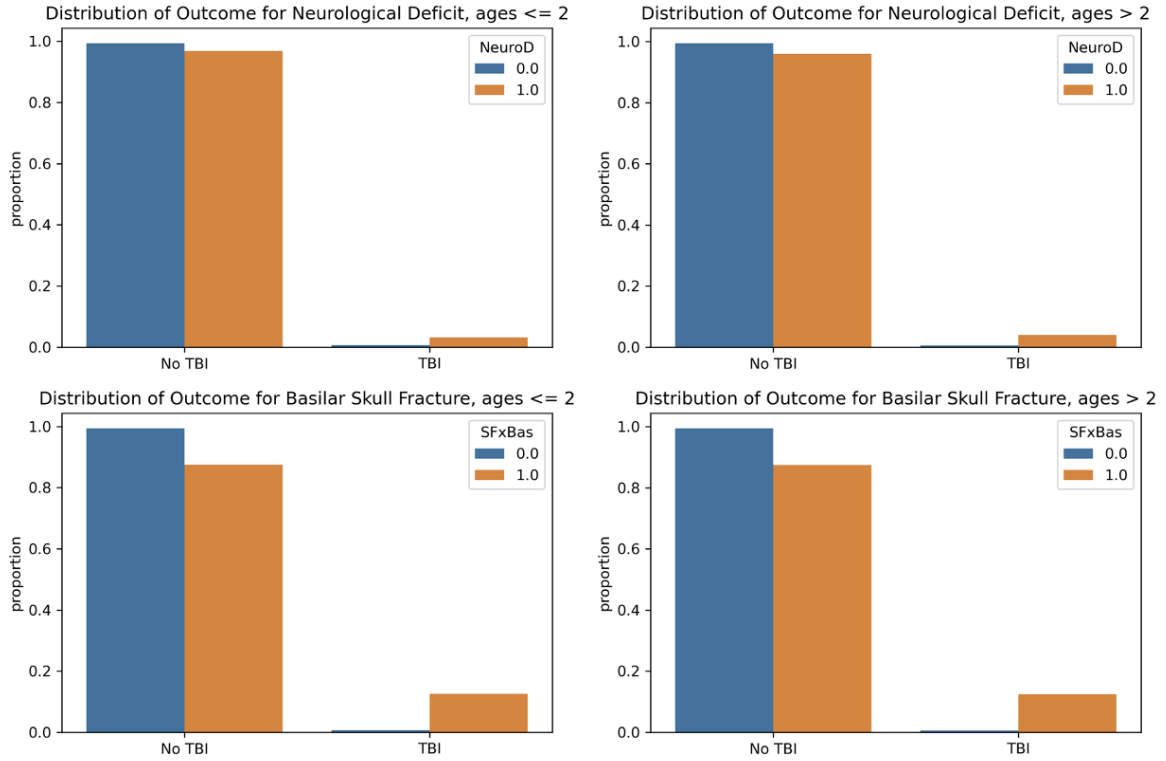 Distribution of Outcome for Neurological Deficit, ages <= 2
NeuroD
0.0
1.0
proportion
1.0
0.8
0.6
0.4
0.2
0.0
No TBI
TBI
Distribution of Outcome for Neurological Deficit, ages > 2
NeuroD
0.0
1.0
proportion
1.0
0.8
0.6
0.4
0.2
0.0
No TBI
TBI
Distribution of Outcome for Basilar Skull Fracture, ages <= 2
SFxBas
0.0
1.0
proportion
1.0
0.8
0.6
0.4
0.2
0.0
No TBI
TBI
Distribution of Outcome for Basilar Skull Fracture, ages > 2
SFxBas
0.0
1.0
proportion
1.0
0.8
0.6
0.4
0.2
0.0
No TBI
TBI